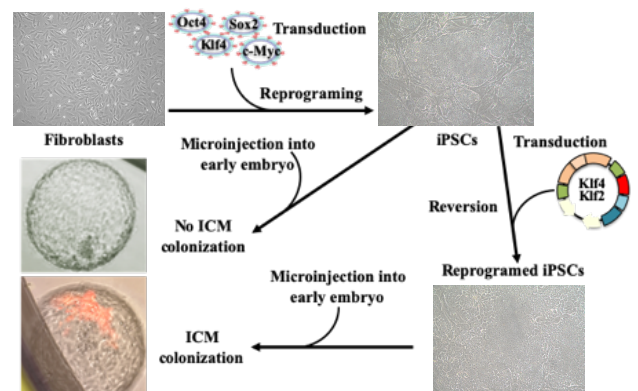 Oct4
Sox2
Klf4
c-Myc
Transduction
Reprograming
Fibroblasts
iPSCs
Microinjection into
early embryo
Transduction
Klf4
Klf2
Reversion
No ICM
colonization
Reprogramed iPSCs
Microinjection into
early embryo
ICM
colonization